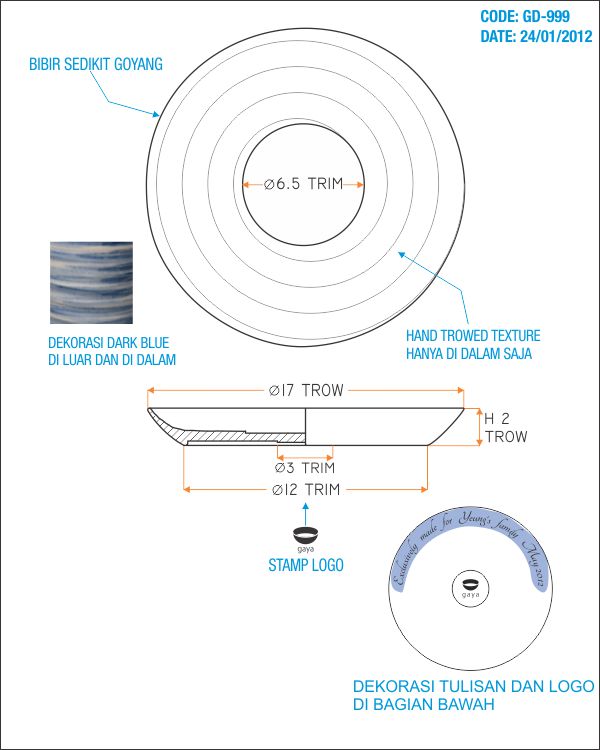 CODE: GD-999
DATE: 24/01/2012
BIBIR SEDIKIT GOYANG
Ø6.5 TRIM
DEKORASI DARK BLUE
DI LUAR DAN DI DALAM
HAND TROWED TEXTURE
HANYA DI DALAM SAJA
Ø17 TROW
H 2
TROW
Ø3 TRIM
Ø12 TRIM
gaya
STAMP LOGO
Exclusively made for Yeung's family May 2012
gaya
DEKORASI TULISAN DAN LOGO
DI BAGIAN BAWAH